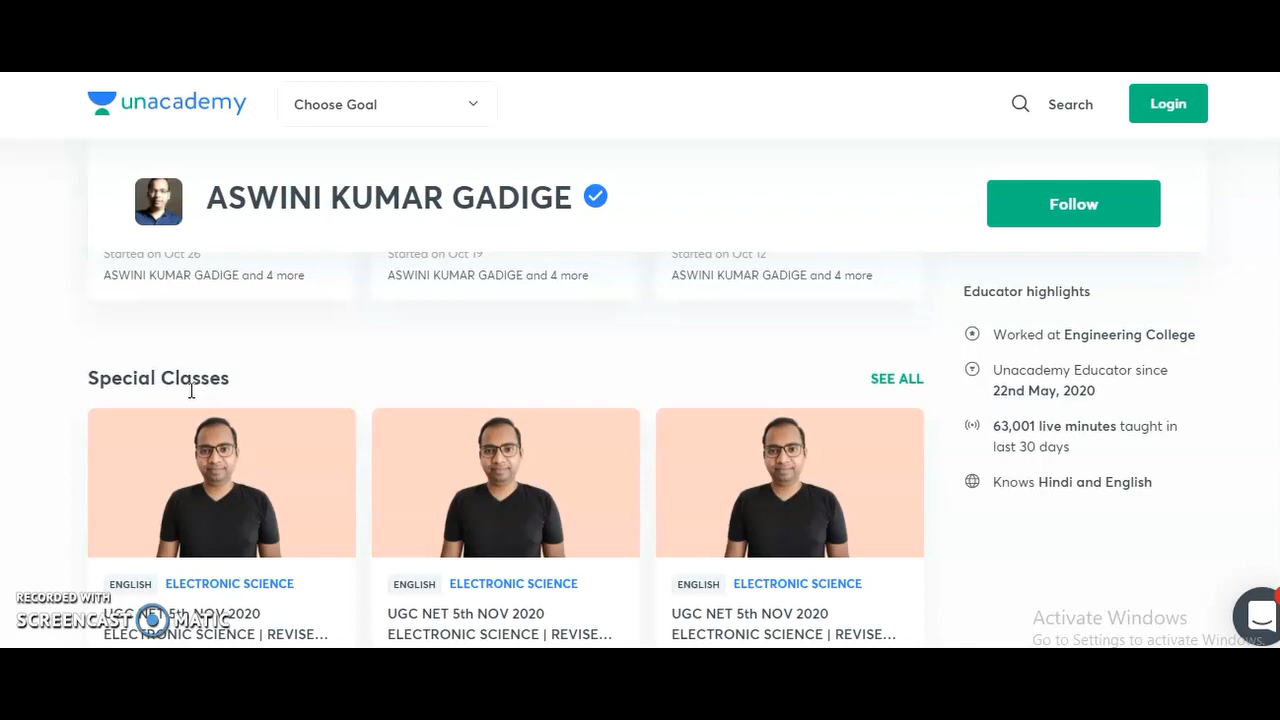 unacademy
Choose Goal
Search
Login
ASWINI KUMAR GADIGE
Follow
Started on Oct 26
Started on Oct 19
Started on Oct 12
ASWINI KUMAR GADIGE and 4 more
ASWINI KUMAR GADIGE and 4 more
ASWINI KUMAR GADIGE and 4 more
Educator highlights
Worked at Engineering College
Unacademy Educator since
22nd May, 2020
63,001 live minutes taught in
last 30 days
Knows Hindi and English
Special Classes
SEE ALL
ENGLISH ELECTRONIC SCIENCE
UGC NET 5th NOV 2020
ELECTRONIC SCIENCE | REVISE...
ENGLISH ELECTRONIC SCIENCE
UGC NET 5th NOV 2020
ELECTRONIC SCIENCE | REVISE...
ENGLISH ELECTRONIC SCIENCE
UGC NET 5th NOV 2020
ELECTRONIC SCIENCE | REVISE...
RECORDED WITH
SCREENCAST MATIC
Activate Windows
Go to Settings to activate Windows.